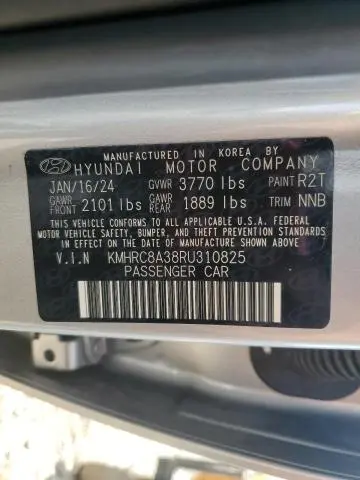 MANUFACTURED IN KOREA BY
HYUNDAI MOTOR COMPANY
JAN/16/24 GVWR 3770 lbs PAINT R2T
GAWR FRONT 2101 lbs GAWR REAR 1889 lbs TRIM NNB
THIS VEHICLE CONFORMS TO ALL APPLICABLE U.S.A. FEDERAL
MOTOR VEHICLE SAFETY, BUMPER, AND THEFT PREVENTION STANDARDS
IN EFFECT ON THE DATE OF MANUFACTURE SHOWN ABOVE.
V.I.N KMHRC8A38RU310825
PASSENGER CAR